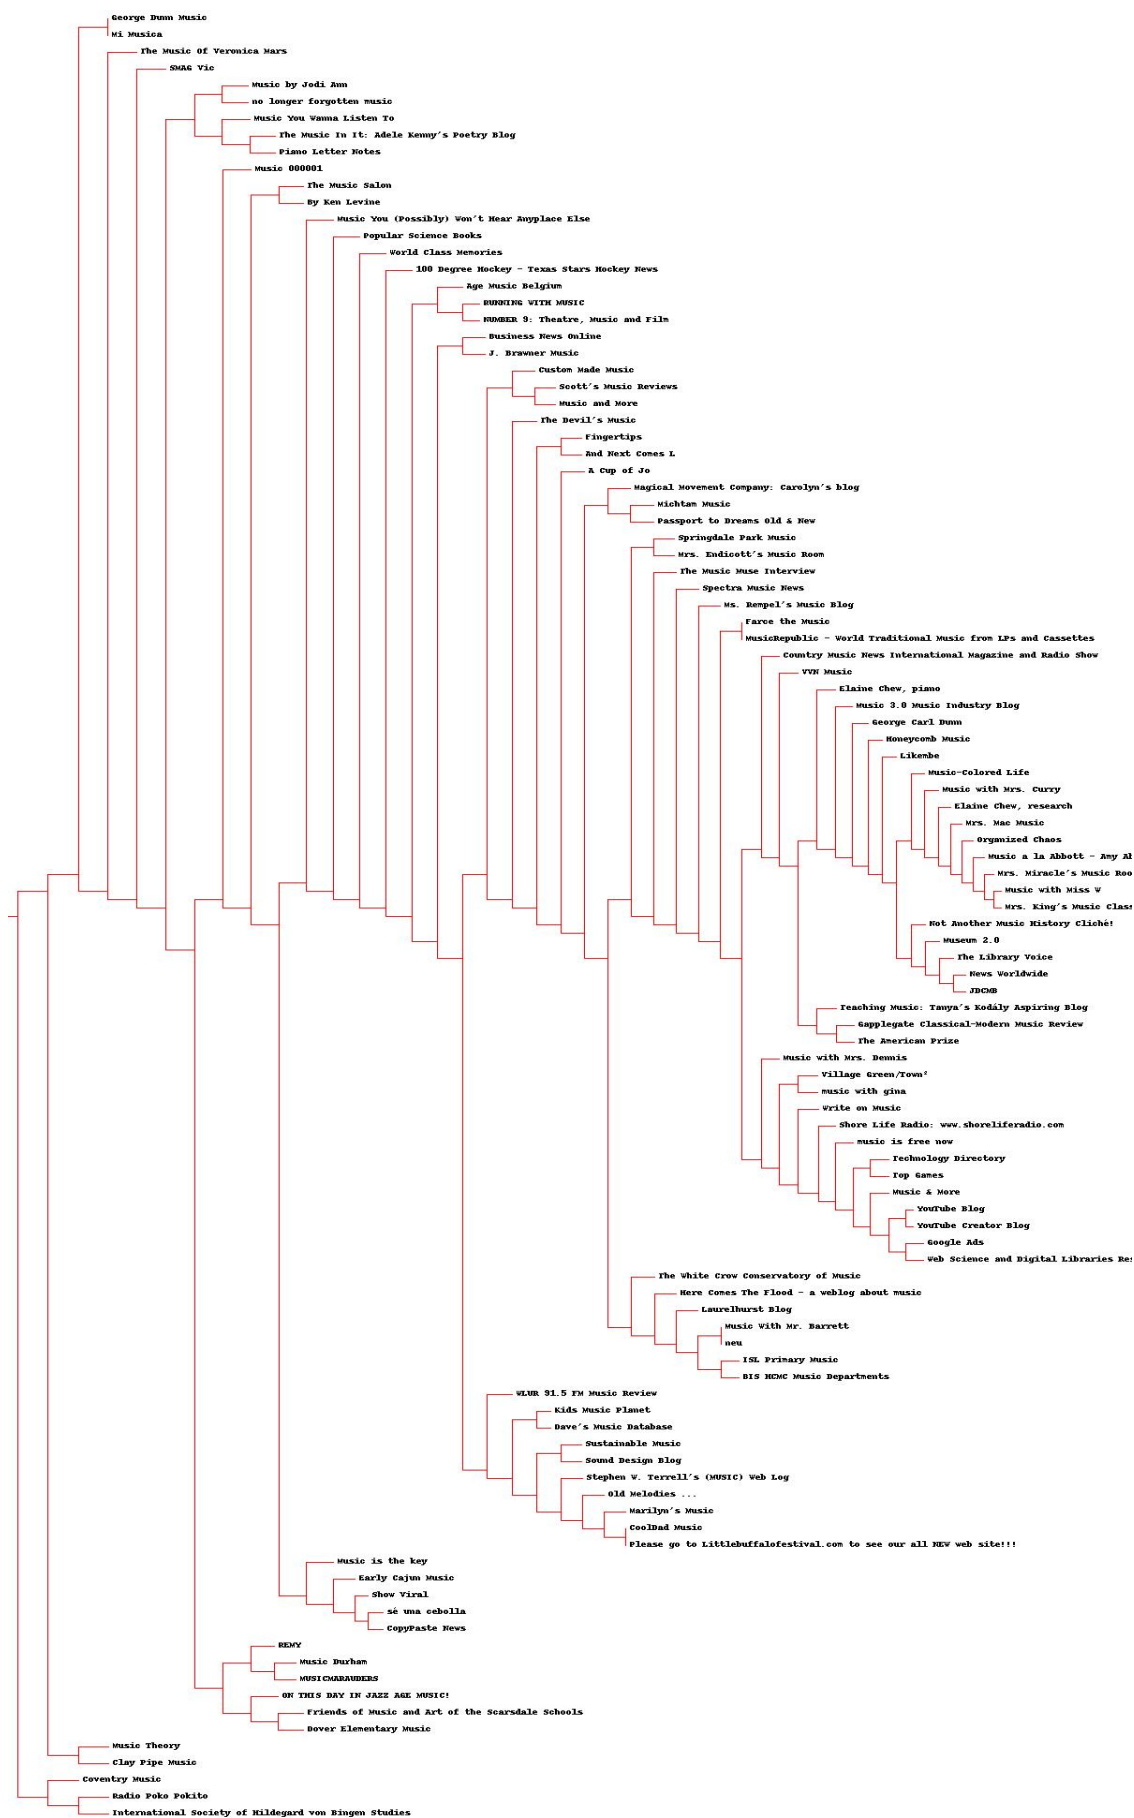 George Dunn Music
Mi Musica
The Music Of Veronica Mars
SMAG Vic
Music by Jodi Ann
no longer forgotten music
Music You Wanna Listen To
The Music In It: Adele Kenny's Poetry Blog
Piano Letter Notes
Music 000001
The Music Salon
By Ken Levine
Music You (Possibly) Won't Hear Anyplace Else
Popular Science Books
World Class Memories
100 Degree Hockey - Texas Stars Hockey News
Age Music Belgium
RUNNING WITH MUSIC
NUMBER 9: Theatre, Music and Film
Business News Online
J. Brawner Music
Custom Made Music
Scott's Music Reviews
Music and More
The Devil's Music
Fingertips
And Next Comes L
A Cup of Jo
Magical Movement Company: Carolyn's blog
Michtam Music
Passport to Dreams Old & New
Springdale Park Music
Mrs. Endicott's Music Room
The Music Muse Interview
Spectra Music News
Ms. Rempel's Music Blog
Farce the Music
MusicRepublic - World Traditional Music from LPs and Cassettes
Country Music News International Magazine and Radio Show
VVN Music
Elaine Chew, piano
Music 3.0 Music Industry Blog
George Carl Dunn
Honeycomb Music
Likembe
Music-Colored Life
Music with Mrs. Curry
Elaine Chew, research
Mrs. Mac Music
Organized Chaos
Music a la Abbott - Amy Ab
Mrs. Miracle's Music Roo
Music with Miss W
Mrs. King's Music Class
Not Another Music History Cliché!
Museum 2.0
The Library Voice
News Worldwide
JDCMB
Teaching Music: Tanya's Kodály Aspiring Blog
Gapplegate Classical-Modern Music Review
The American Prize
Music with Mrs. Dennis
Village Green/Town²
music with gina
Write on Music
Shore Life Radio: www.shoreliferadio.com
music is free now
Technology Directory
Top Games
Music & More
YouTube Blog
YouTube Creator Blog
Google Ads
Web Science and Digital Libraries Res
The White Crow Conservatory of Music
Here Comes The Flood - a weblog about music
Laurelhurst Blog
Music With Mr. Barrett
neu
ISL Primary Music
BIS HCMC Music Departments
WLUR 91.5 FM Music Review
Kids Music Planet
Dave's Music Database
Sustainable Music
Sound Design Blog
Stephen W. Terrell's (MUSIC) Web Log
Old Melodies ...
Marilyn's Music
CoolDad Music
Please go to Littlebuffalofestival.com to see our all NEW web site!!!
Music is the key
Early Cajun Music
Show Viral
sé una cebolla
CopyPaste News
REMY
Music Durham
MUSICMARAUDERS
ON THIS DAY IN JAZZ AGE MUSIC!
Friends of Music and Art of the Scarsdale Schools
Dover Elementary Music
Music Theory
Clay Pipe Music
Coventry Music
Radio Poko Pokito
International Society of Hildegard von Bingen Studies